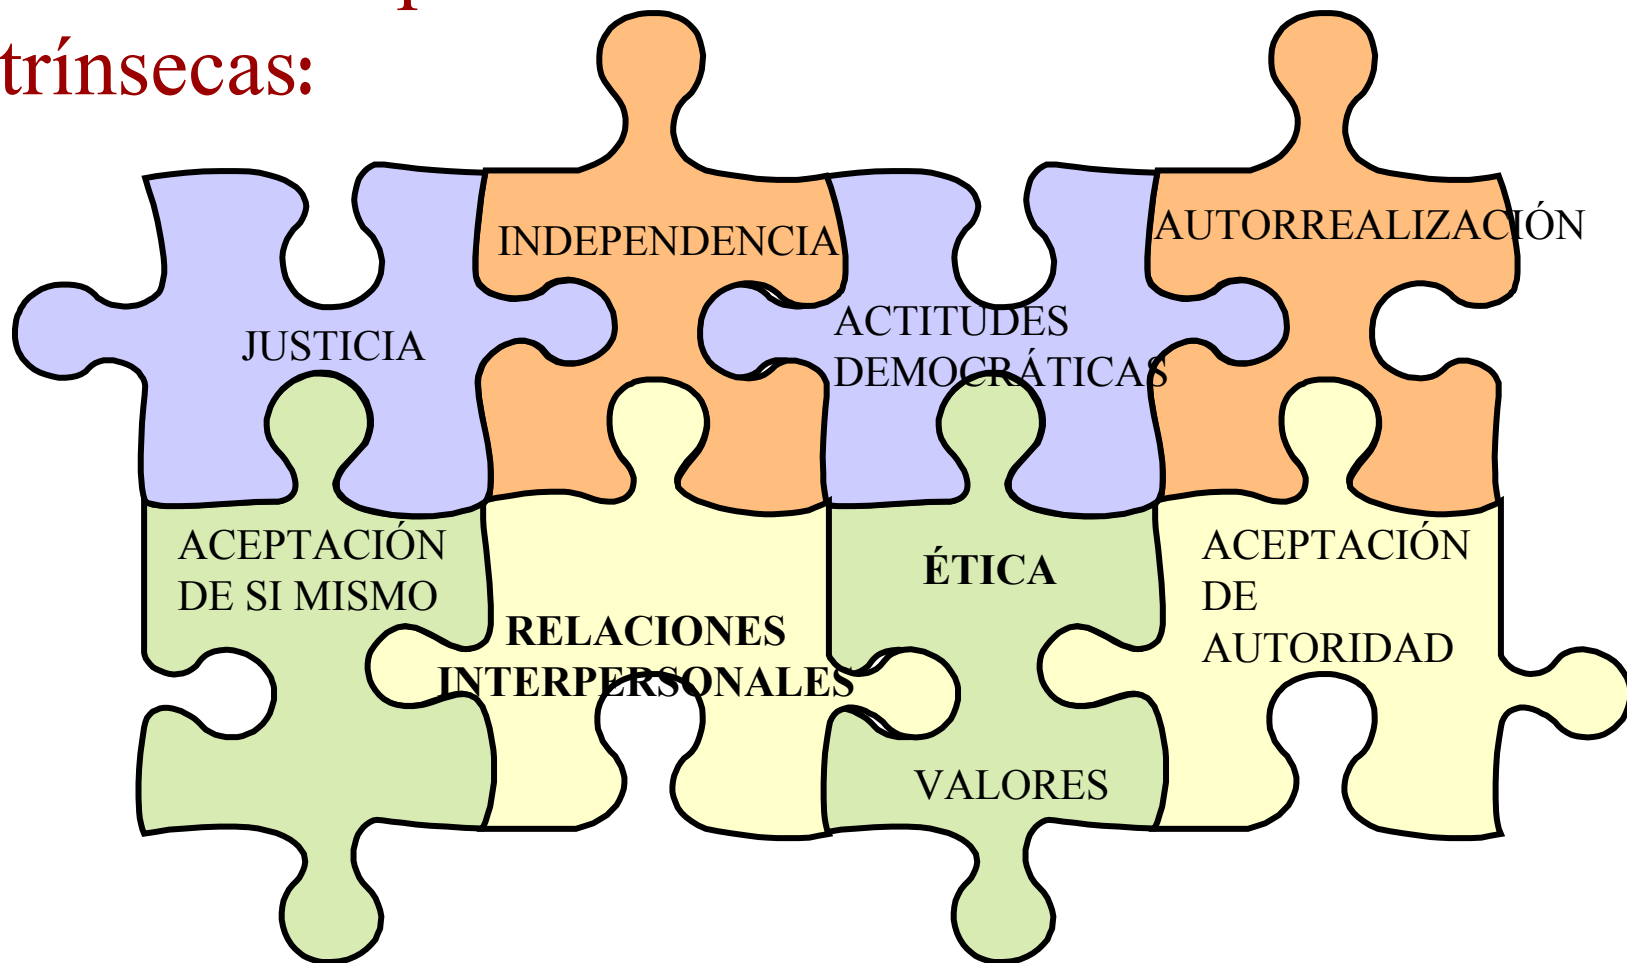 trínsecas:
INDEPENDENCIA
AUTORREALIZACIÓN
JUSTICIA
ACTITUDES
DEMOCRÁTICAS
ACEPTACIÓN
DE SI MISMO
RELACIONES
INTERPERSONALES
ÉTICA
VALORES
ACEPTACIÓN
DE
AUTORIDAD